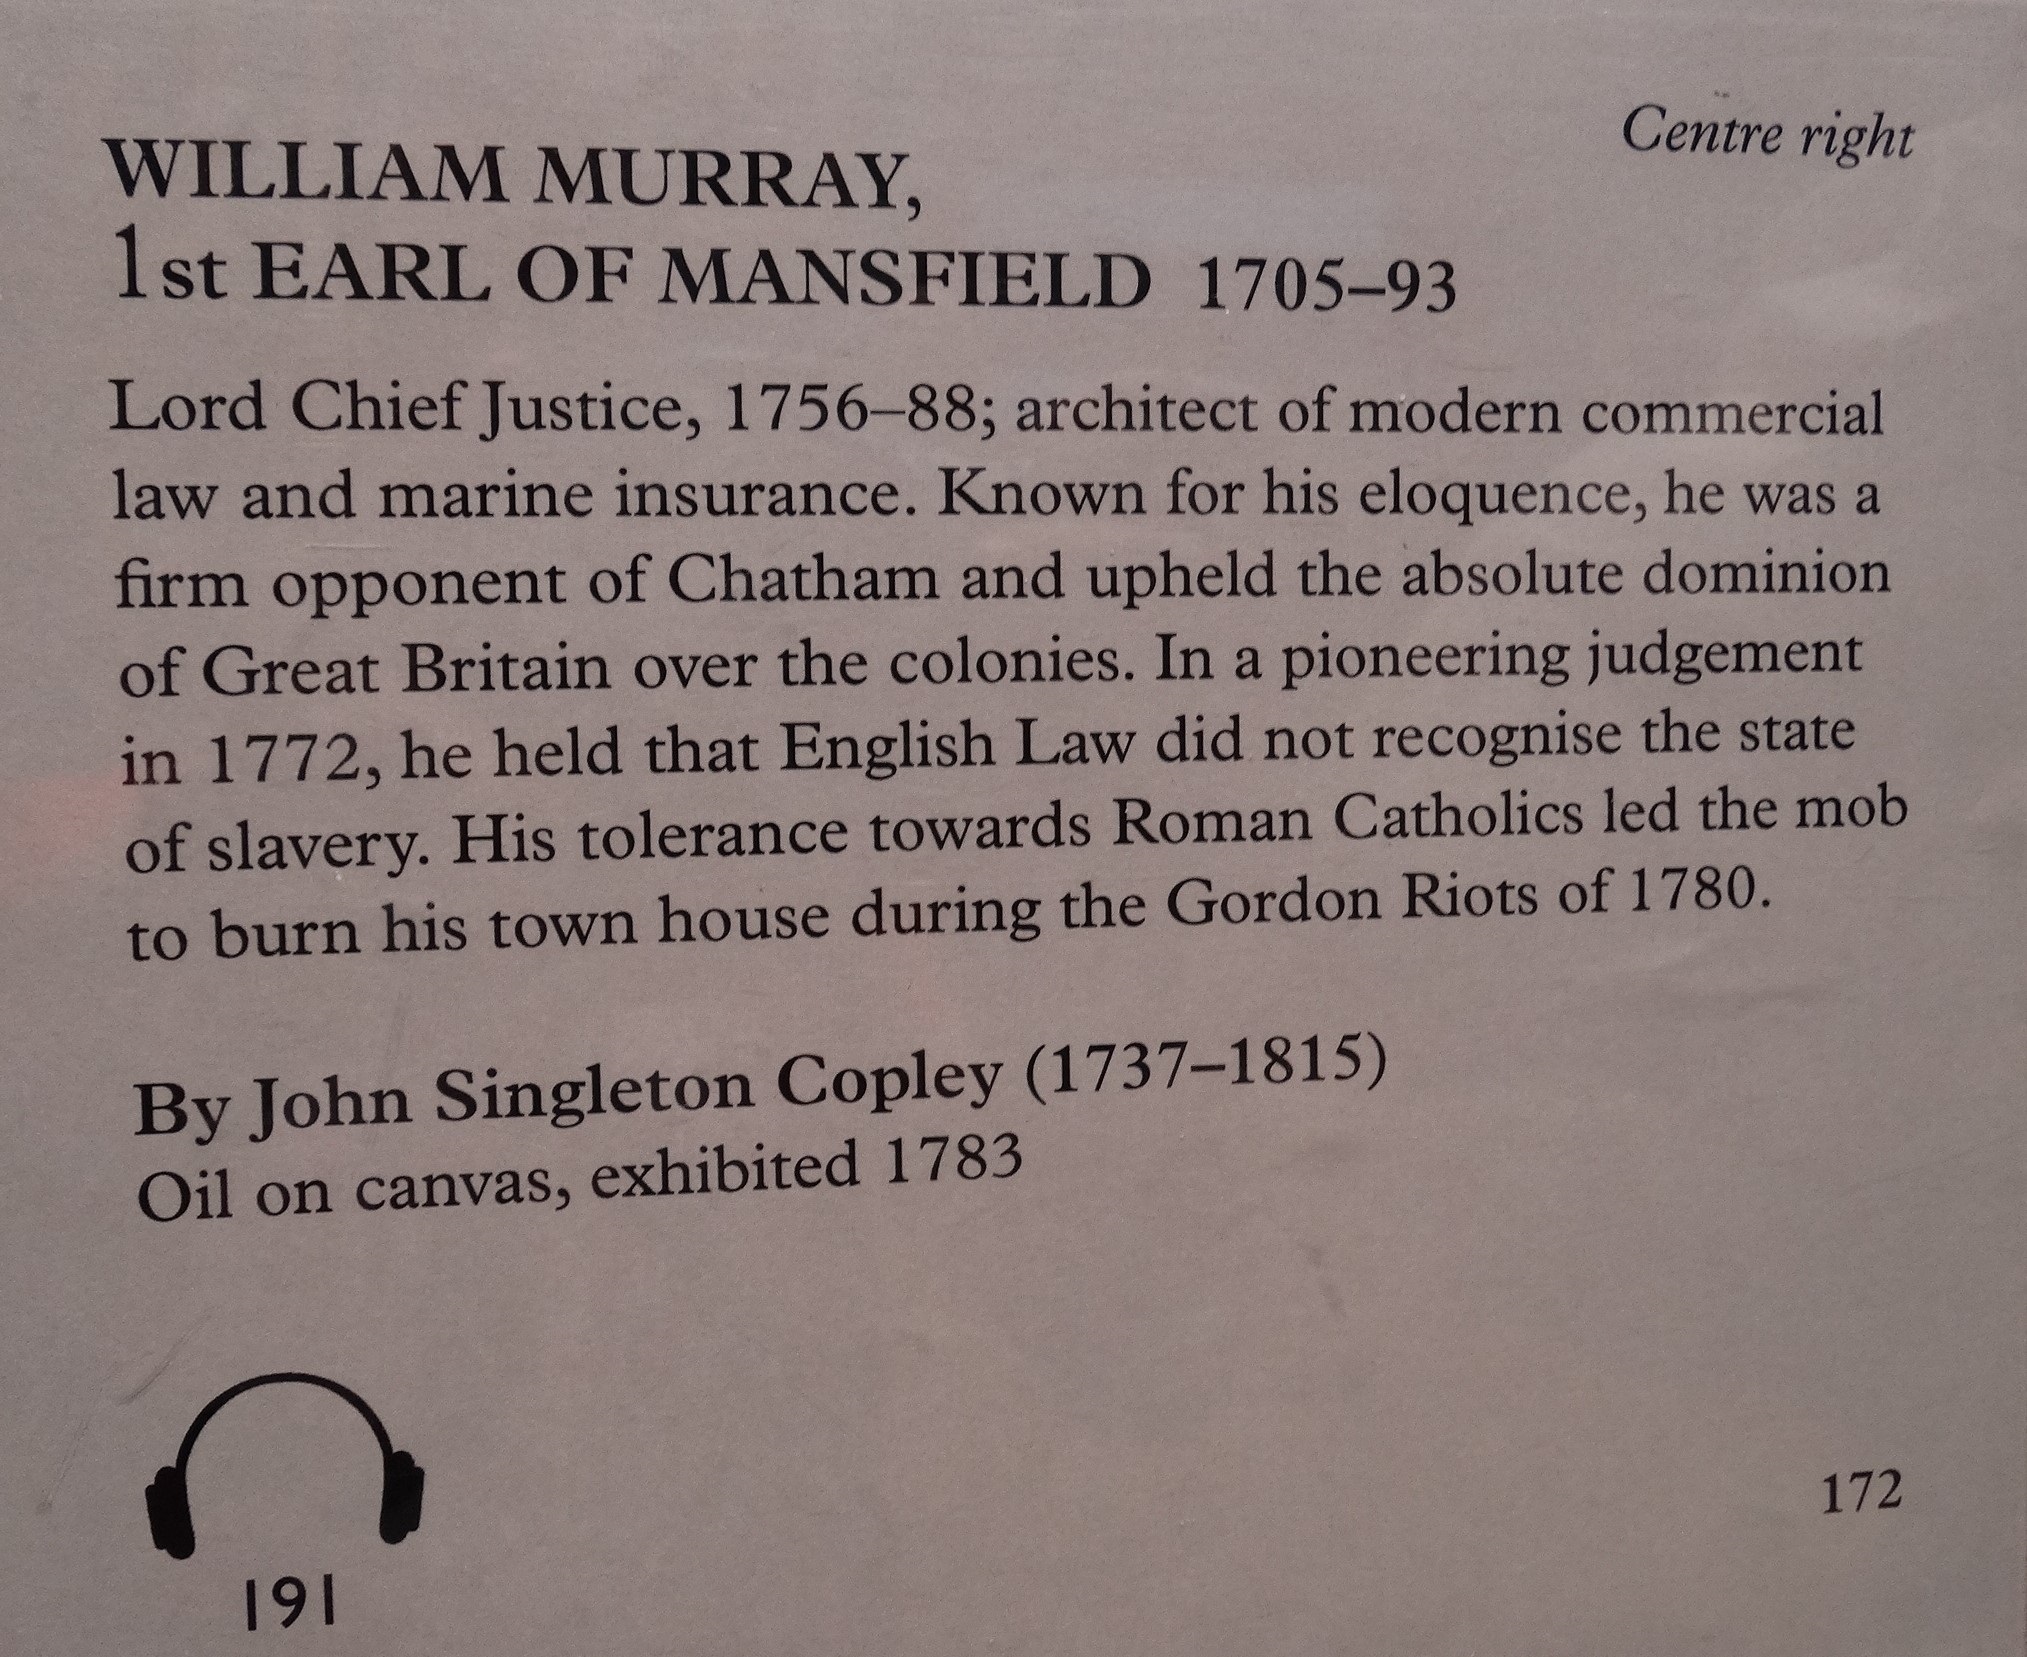 Centre right
WILLIAM MURRAY,
1st EARL OF MANSFIELD 1705–93
Lord Chief Justice, 1756–88; architect of modern commercial
law and marine insurance. Known for his eloquence, he was a
firm opponent of Chatham and upheld the absolute dominion
of Great Britain over the colonies. In a pioneering judgement
in 1772, he held that English Law did not recognise the state
of slavery. His tolerance towards Roman Catholics led the mob
to burn his town house during the Gordon Riots of 1780.
By John Singleton Copley (1737–1815)
Oil on canvas, exhibited 1783
172
191